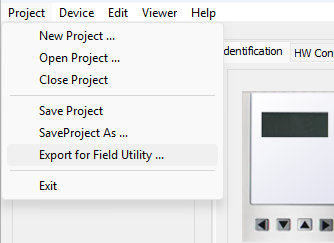 Project Device Edit Viewer Help
New Project ...
Open Project ...
Close Project
dentification HW Con
Save Project
SaveProject As ...
Export for Field Utility ...
Exit